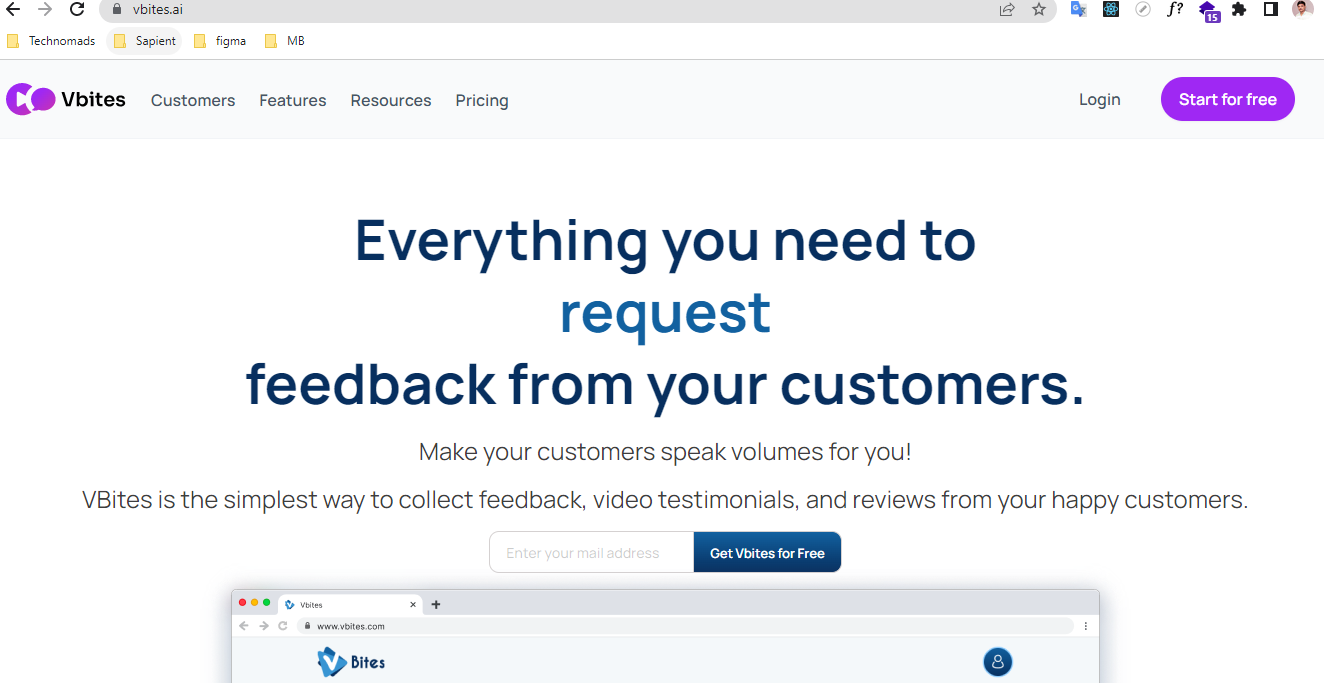 vbites.ai
f?
15
Technomads
Sapient
figma
MB
Vbites
Customers
Features
Resources
Pricing
Login
Start for free
Everything you need to
request
feedback from your customers.
Make your customers speak volumes for you!
VBites is the simplest way to collect feedback, video testimonials, and reviews from your happy customers.
Enter your mail address
Get Vbites for Free
Vbites
www.vbites.com
Bites